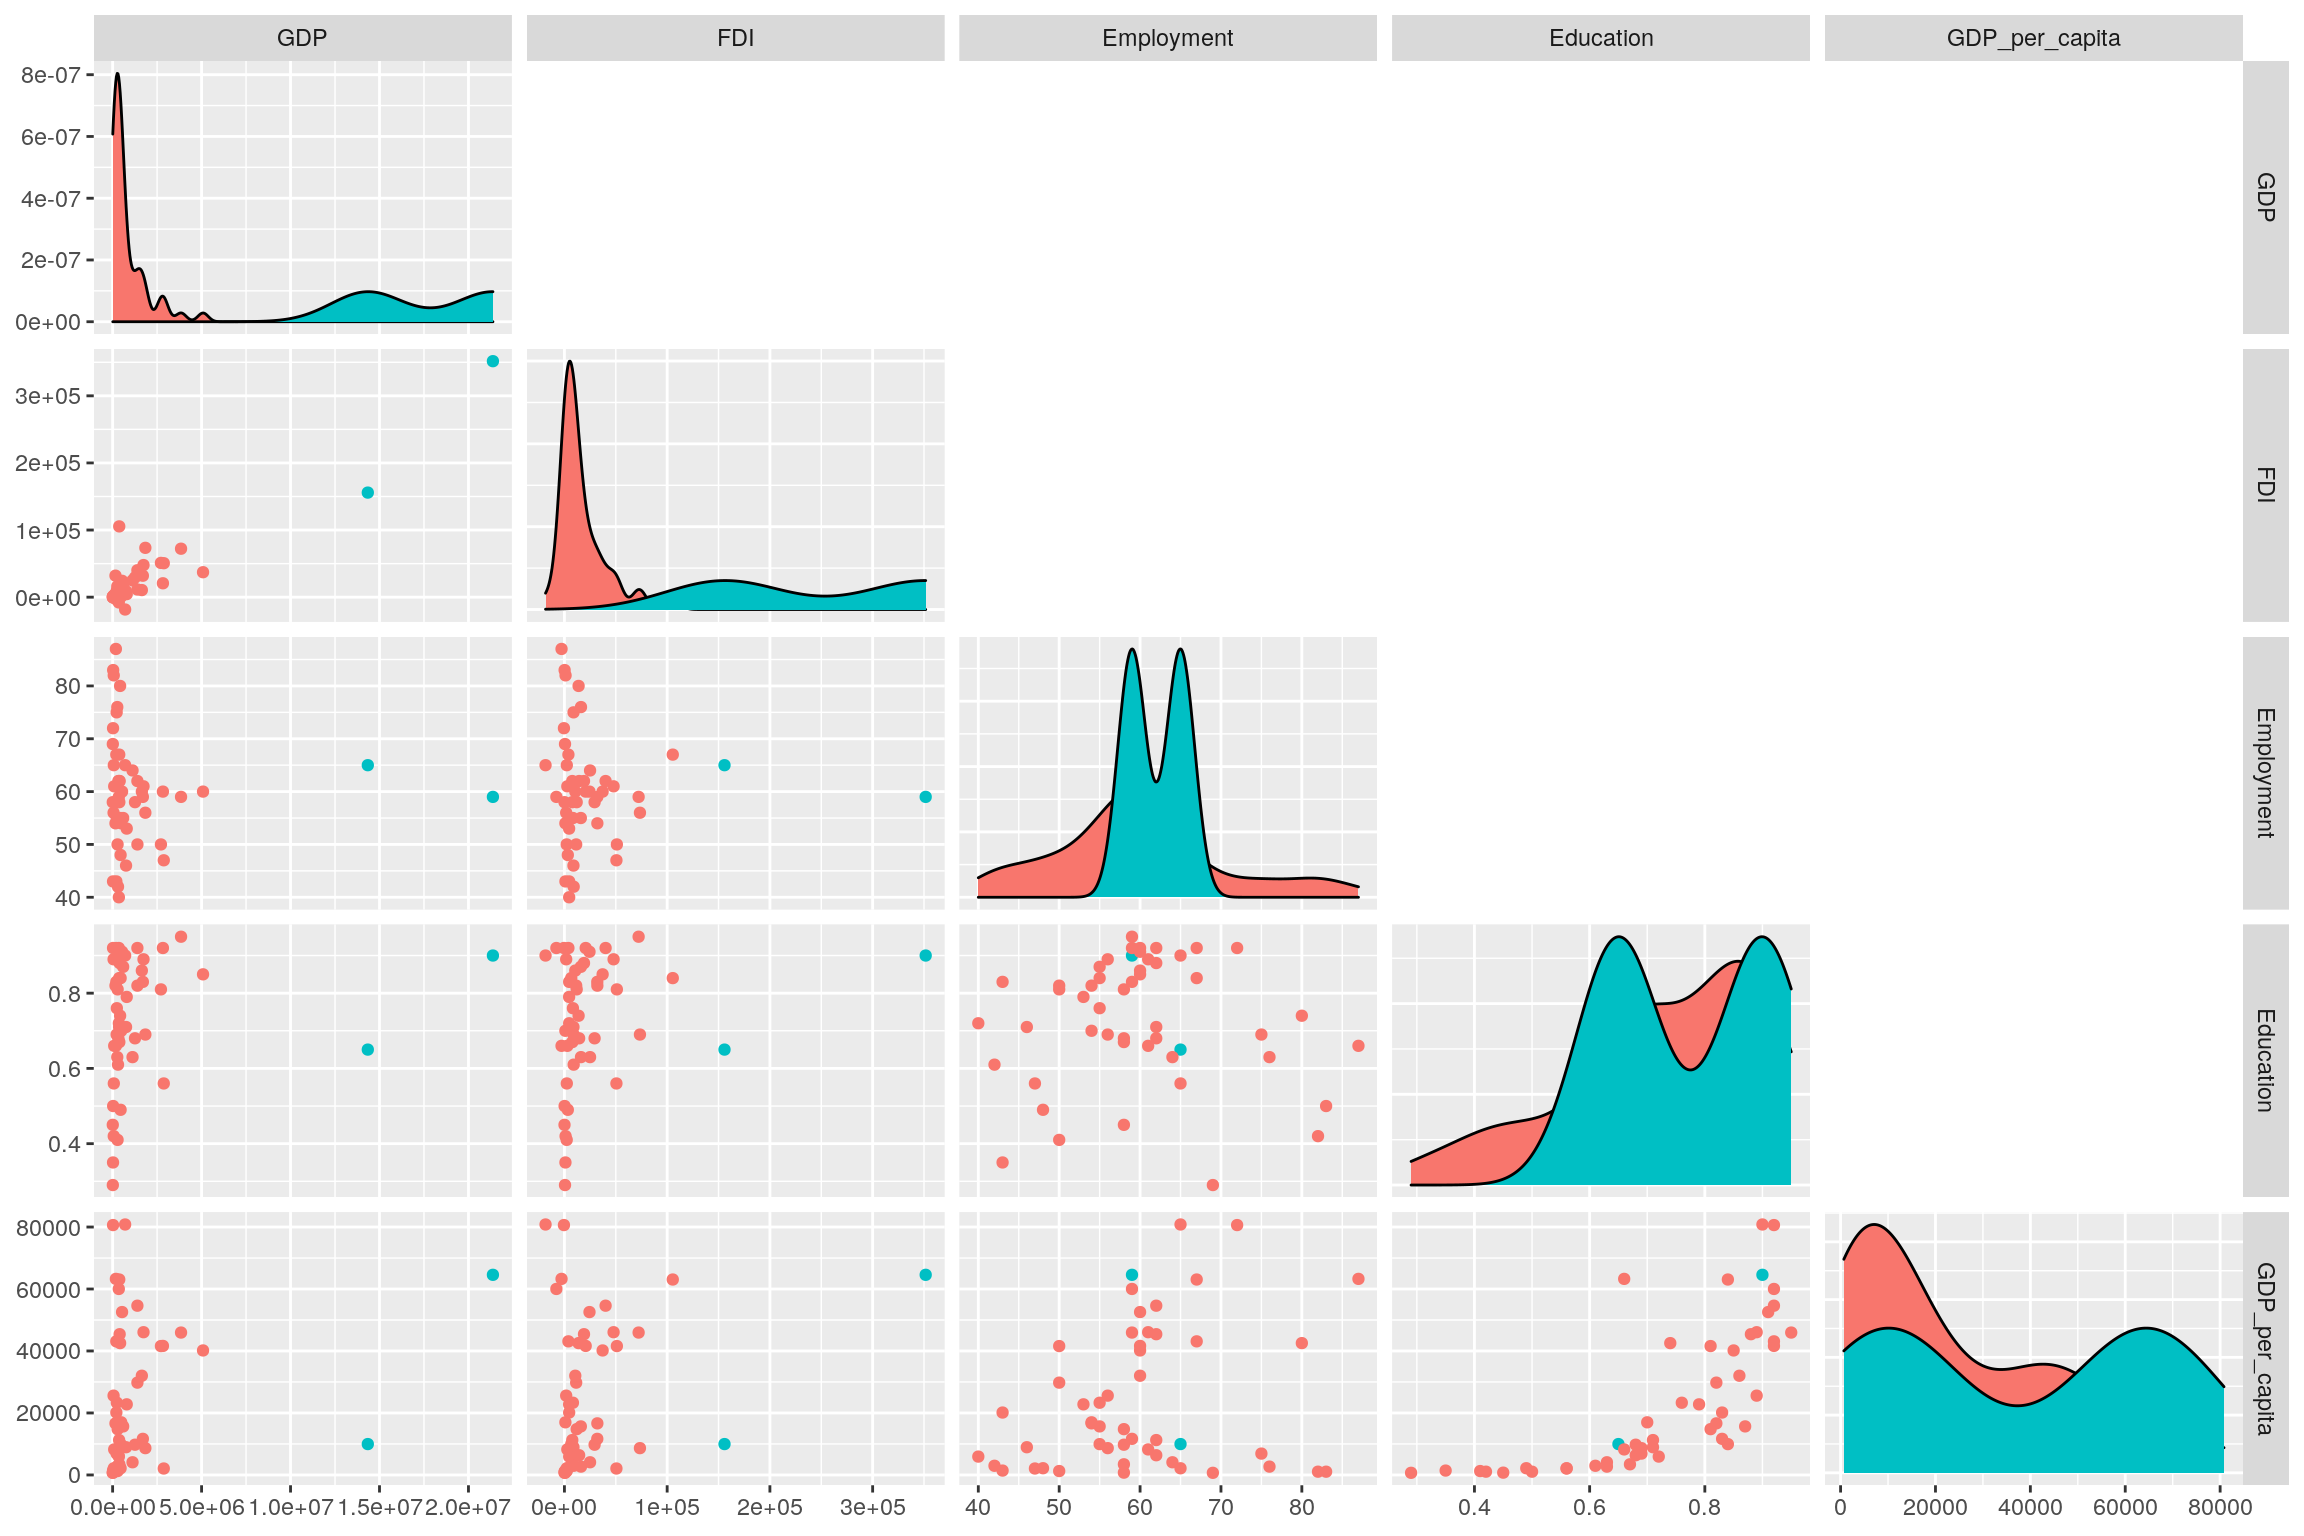 GDP FDI Employment Education GDP_per_capita
8e-07
6e-07
4e-07
2e-07
0e+00
GDP
3e+05
2e+05
1e+05
0e+00
FDI
80
70
60
50
40
Employment
0.8
0.6
0.4
Education
80000
60000
40000
20000
0
GDP_per_capita
0.0e+00 5.0e+06 1.0e+07 1.5e+07 2.0e+07 0e+00 1e+05 2e+05 3e+05 40 50 60 70 80 0.4 0.6 0.8 0 20000 40000 60000 80000